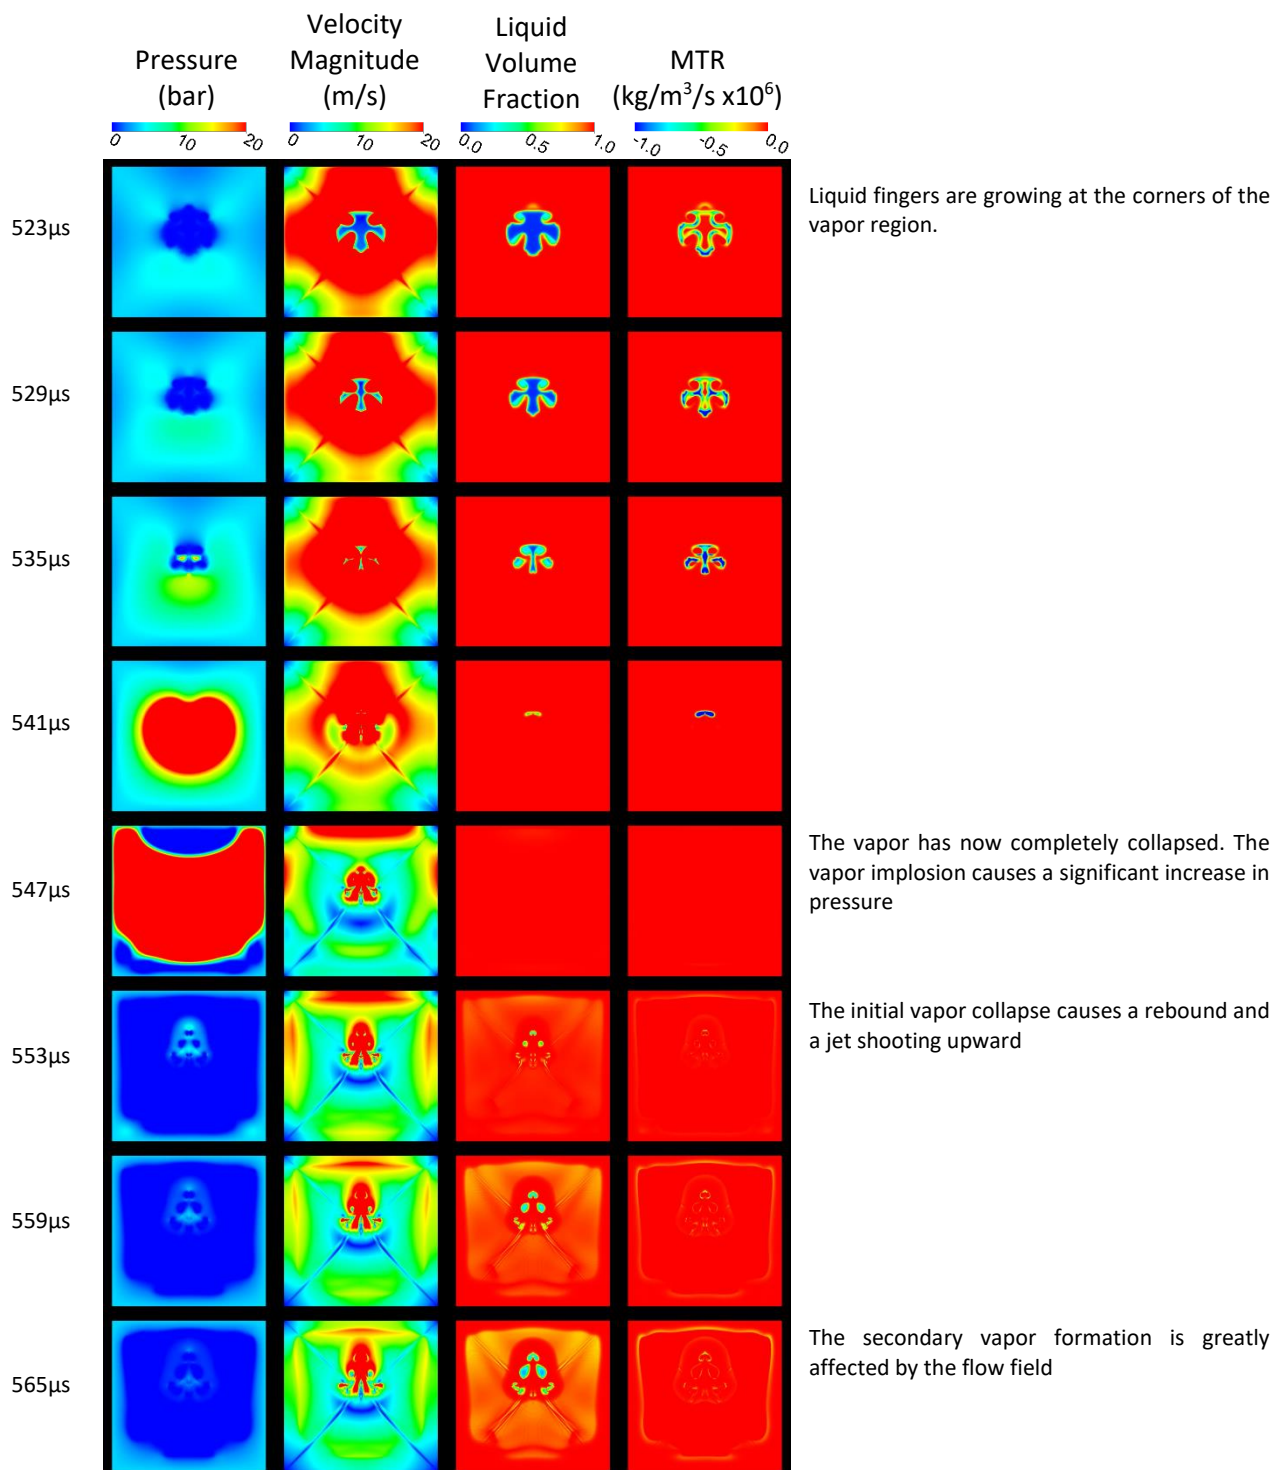 Pressure
(bar)
Velocity
Magnitude
(m/s)
Liquid
Volume
Fraction
MTR
(kg/m³/s x10⁶)
0 10 20
0 10 20
0.0 0.5 1.0
-1.0 -0.5 0.0
523µs
Liquid fingers are growing at the corners of the
vapor region.
529µs
535µs
541µs
547µs
The vapor has now completely collapsed. The
vapor implosion causes a significant increase in
pressure
553µs
The initial vapor collapse causes a rebound and
a jet shooting upward
559µs
565µs
The secondary vapor formation is greatly
affected by the flow field